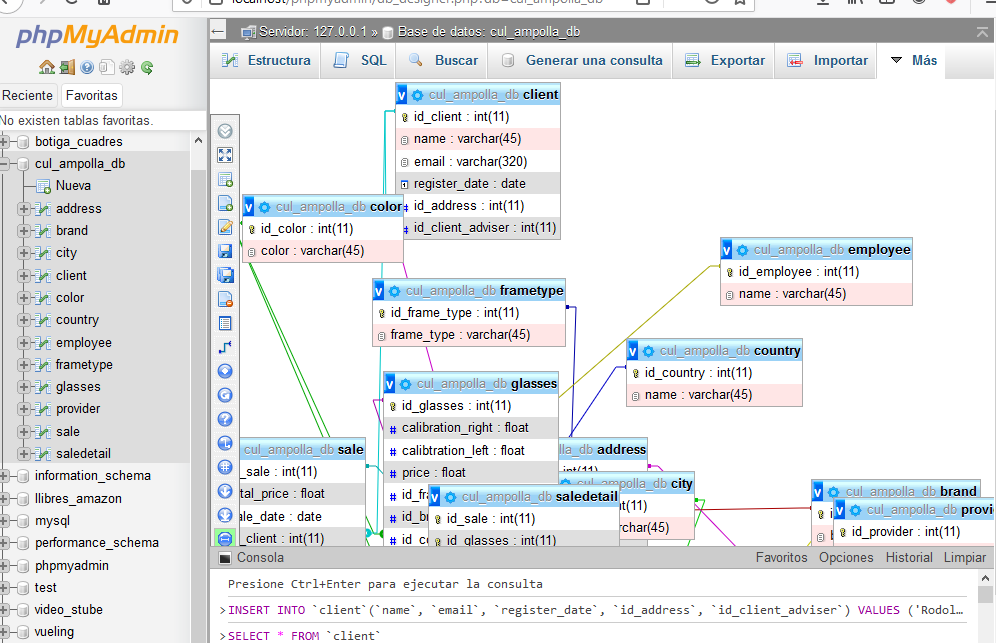 phpMyAdmin
Reciente Favoritas
No existen tablas favoritas.
botiga_cuadres
cul_ampolla_db
Nueva
address
brand
city
client
color
country
employee
frametype
glasses
provider
sale
saledetail
information_schema
llibres_amazon
mysql
performance_schema
phpmyadmin
test
video_stube
vueling
localhost/phpmyadmin/db_designer.php?db=cul_ampolla_db
Servidor: 127.0.0.1 » Base de datos: cul_ampolla_db
Estructura SQL Buscar Generar una consulta Exportar Importar Más
v cul_ampolla_db client
id_client : int(11)
name : varchar(45)
email : varchar(320)
register_date : date
# id_address : int(11)
# id_client_adviser : int(11)
v cul_ampolla_db color
id_color : int(11)
color : varchar(45)
v cul_ampolla_db employee
id_employee : int(11)
name : varchar(45)
v cul_ampolla_db frametype
id_frame_type : int(11)
frame_type : varchar(45)
v cul_ampolla_db country
id_country : int(11)
name : varchar(45)
v cul_ampolla_db glasses
id_glasses : int(11)
# calibration_right : float
# calibtration_left : float
# price : float
# id_fra
# id_br
# id_co
cul_ampolla_db sale
_sale : int(11)
tal_price : float
ale_date : date
_client : int(11)
lla_db address
int(11)
cul_ampolla_db city
int(11)
rchar(45)
v cul_ampolla_db saledetail
id_sale : int(11)
id_glasses : int(11)
v cul_ampolla_db brand
v cul_ampolla_db provi
id_provider : int(11)
Consola Favoritos Opciones Historial Limpiar
Presione Ctrl+Enter para ejecutar la consulta
>INSERT INTO `client`(`name`, `email`, `register_date`, `id_address`, `id_client_adviser`) VALUES ('Rodol…
>SELECT * FROM `client`